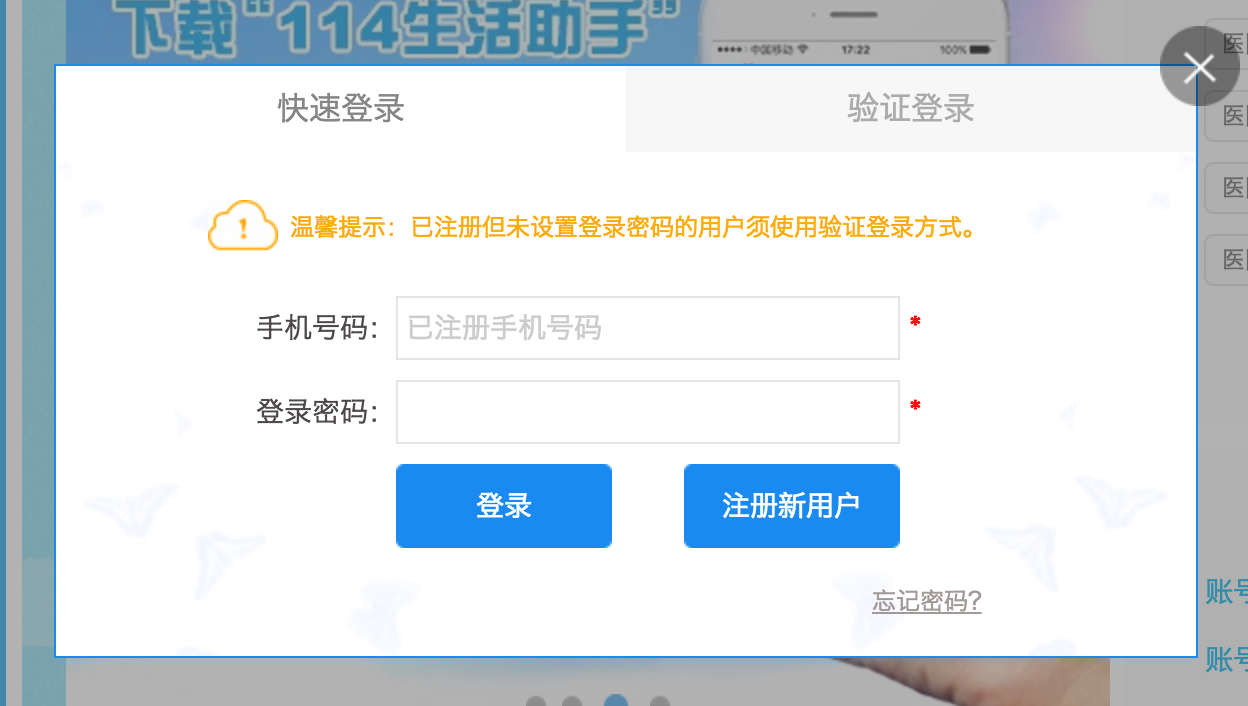 下载“114生活助手”
中国移动 17:22 100%
快速登录
验证登录
医
医
医
医
温馨提示：已注册但未设置登录密码的用户须使用验证登录方式。
手机号码：
已注册手机号码
*
登录密码：
*
登录
注册新用户
忘记密码?
账号
账号